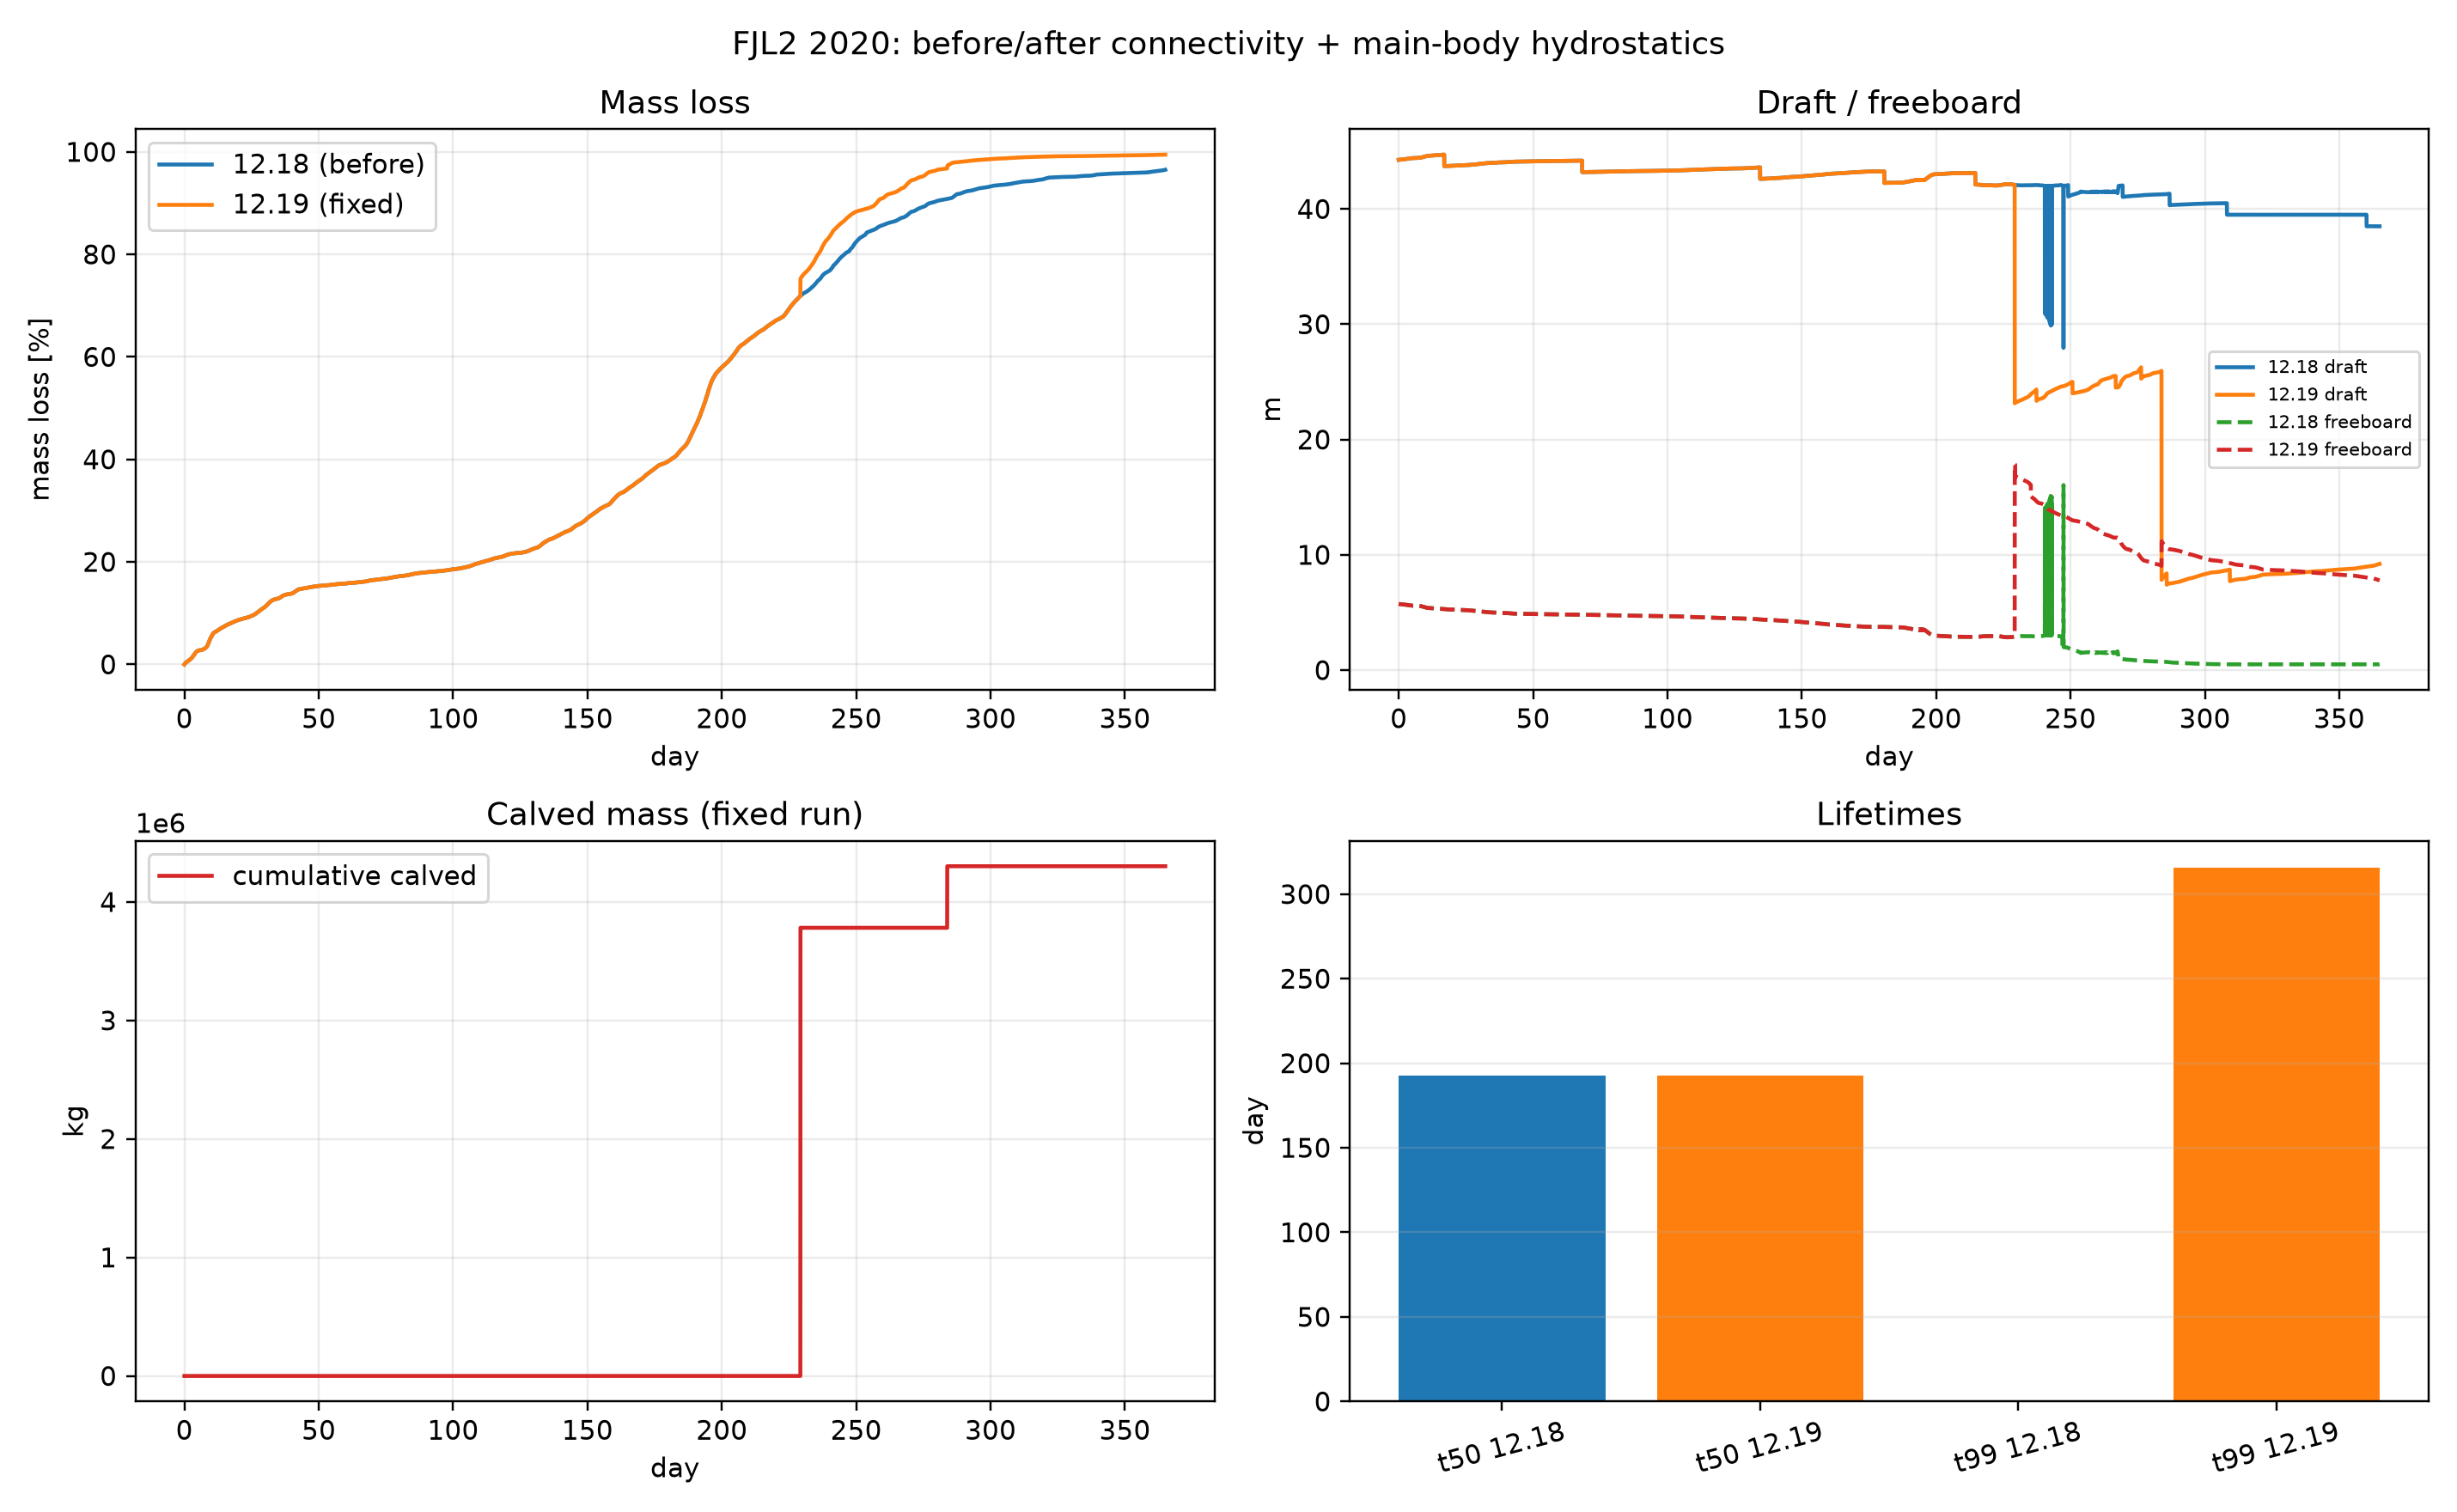 FJL2 2020: before/after connectivity + main-body hydrostatics
Mass loss
mass loss [%]
100
80
60
40
20
0
12.18 (before)
12.19 (fixed)
0 50 100 150 200 250 300 350
day
Draft / freeboard
m
40
30
20
10
0
12.18 draft
12.19 draft
12.18 freeboard
12.19 freeboard
0 50 100 150 200 250 300 350
day
Calved mass (fixed run)
1e6
kg
4
3
2
1
0
cumulative calved
0 50 100 150 200 250 300 350
day
Lifetimes
day
300
250
200
150
100
50
0
t50 12.18
t50 12.19
t99 12.18
t99 12.19